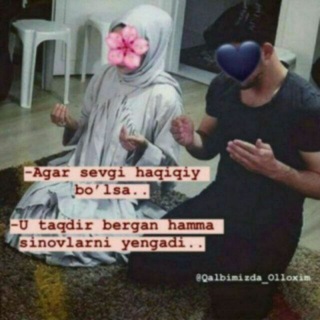 -Agar sevgi haqiqiy
bo'lsa..
-U taqdir bergan hamma
sinovlarni yengadi..
@Qalbimizda_Olloxim